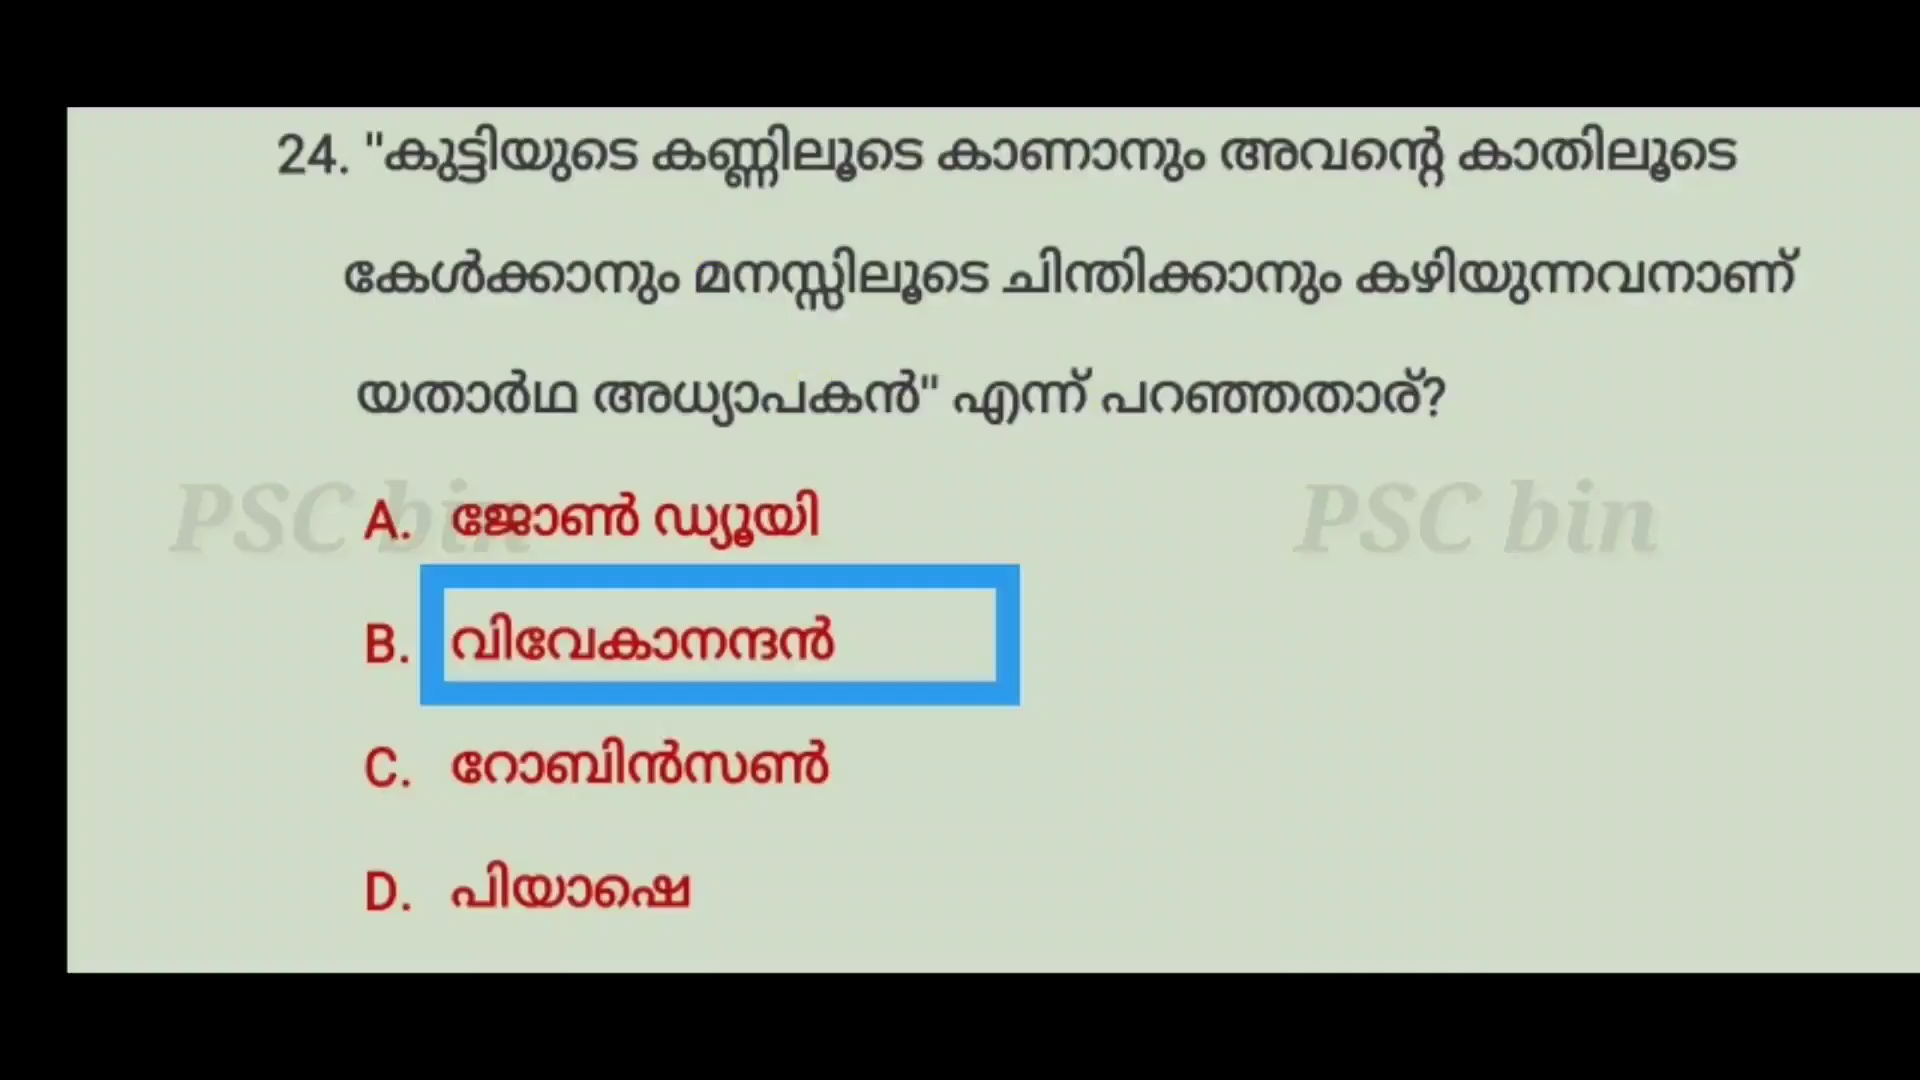 24. "കുട്ടിയുടെ കണ്ണിലൂടെ കാണാനും അവന്റെ കാതിലൂടെ
കേൾക്കാനും മനസ്സിലൂടെ ചിന്തിക്കാനും കഴിയുന്നവനാണ്
യതാർഥ അധ്യാപകൻ" എന്ന് പറഞ്ഞതാര്?
PSC bin
PSC bin
A. ജോൺ ഡ്യൂയി
B. വിവേകാനന്ദൻ
C. റോബിൻസൺ
D. പിയാഷെ